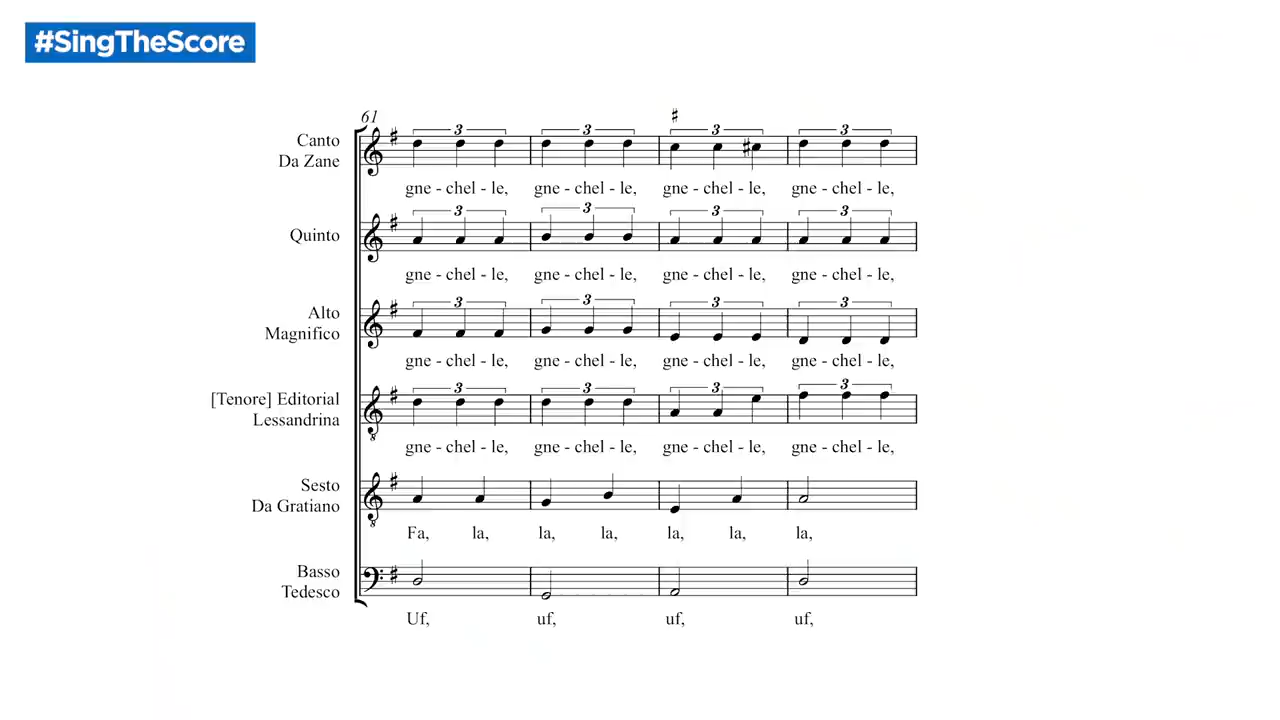 #SingTheScore
61
♯
Canto
Da Zane
3 3 3 3
gne - chel - le, gne - chel - le, gne - chel - le, gne - chel - le,
Quinto
3 3 3 3
gne - chel - le, gne - chel - le, gne - chel - le, gne - chel - le,
Alto
Magnifico
3 3 3 3
gne - chel - le, gne - chel - le, gne - chel - le, gne - chel - le,
[Tenore] Editorial
Lessandrina
3 3 3 3
gne - chel - le, gne - chel - le, gne - chel - le, gne - chel - le,
Sesto
Da Gratiano
8
Fa, la, la, la, la, la, la,
Basso
Tedesco
Uf, uf, uf, uf,